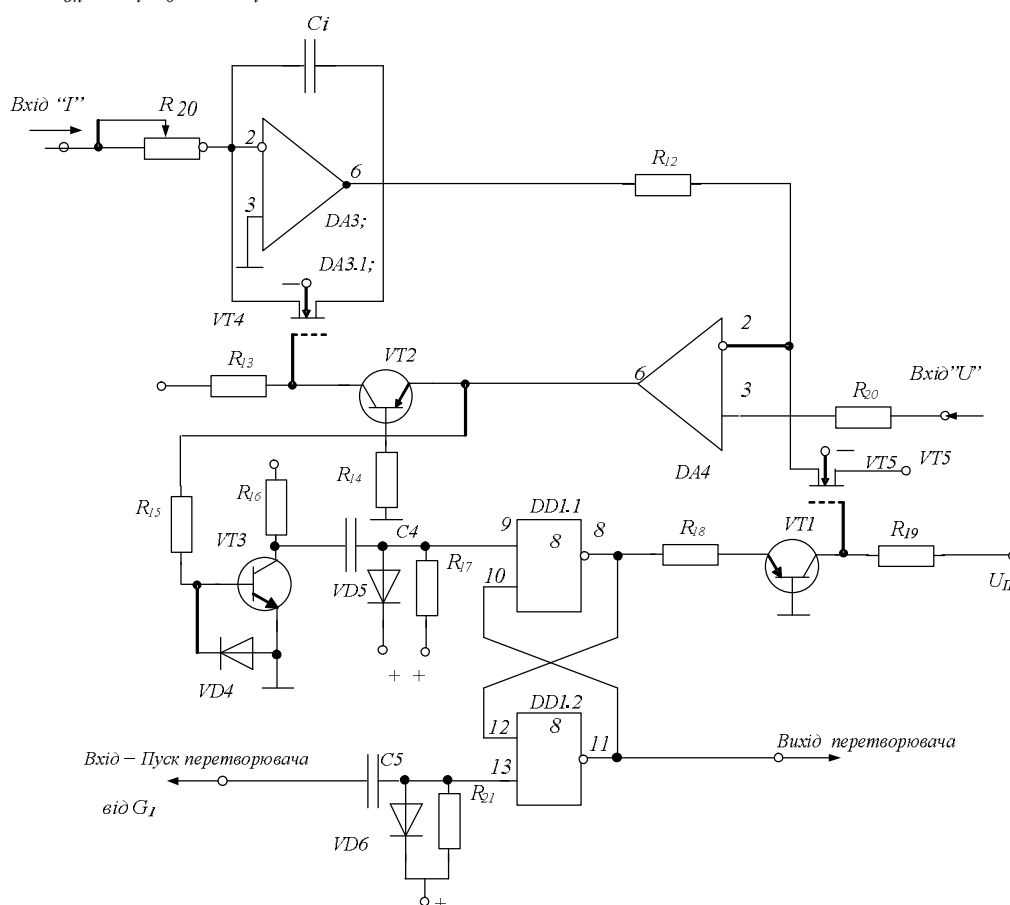 Ci
Вхід “I”
R20
2
6
3
DA3;
DA3.1;
R12
VT4
2
R13
VT2
6
3
Вхід”U”
R20
DA4
VT5
VT5
R14
R15
R16
VT3
C4
DD1.1
9
8
8
R18
VT1
R19
VD5
R17
10
UП
VD4
+ +
DD1.2
12
8
11
Вихід перетворювача
Вхід – Пуск перетворювача
C5
13
R21
від G1
VD6
+